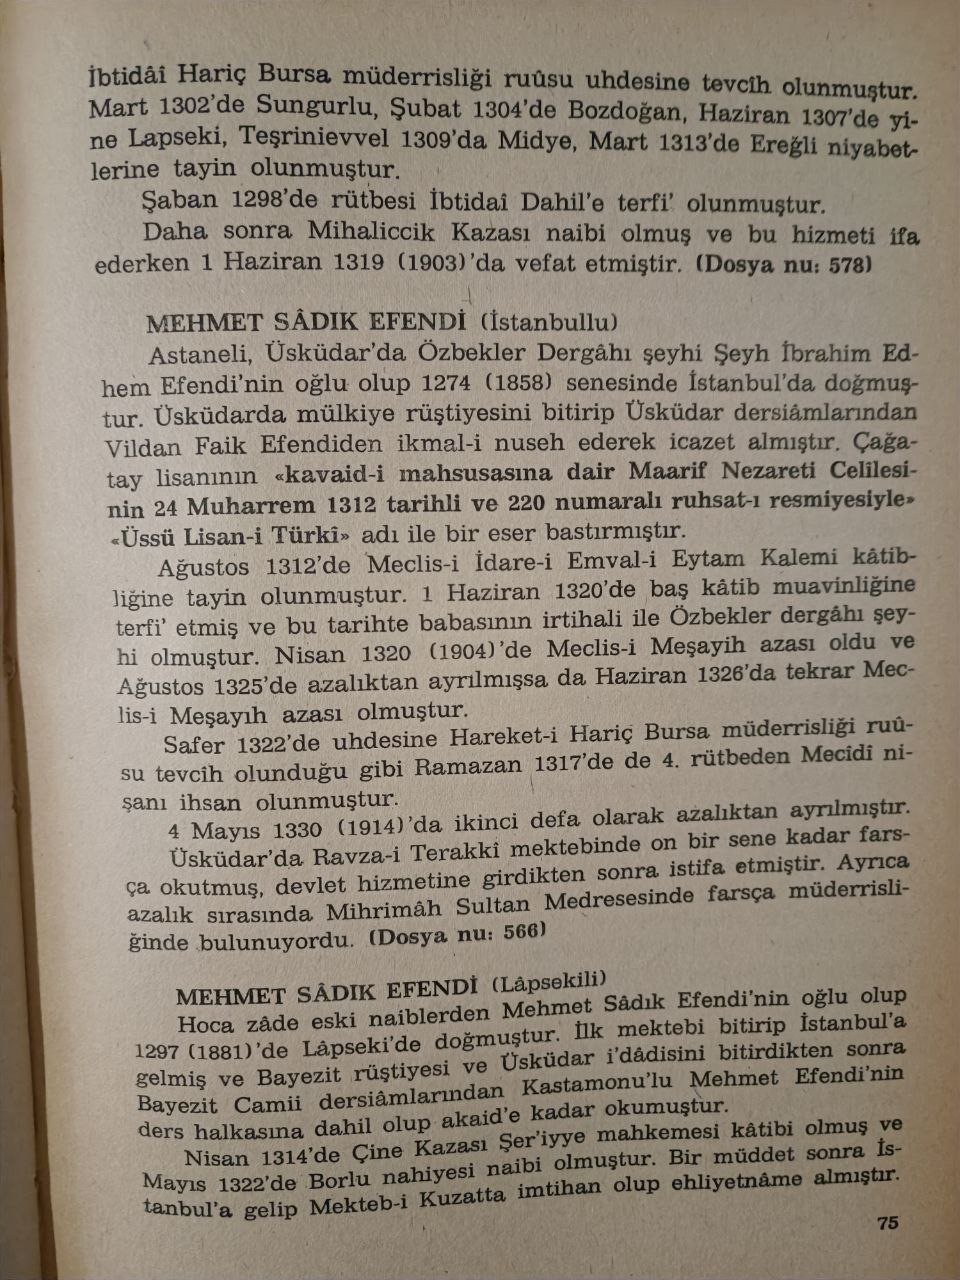 İbtidâî Hariç Bursa müderrisliği ruûsu uhdesine tevcîh olunmuştur.
Mart 1302'de Sungurlu, Şubat 1304'de Bozdoğan, Haziran 1307'de yi-
ne Lapseki, Teşrinievvel 1309'da Midye, Mart 1313'de Ereğli niyabet-
lerine tayin olunmuştur.
Şaban 1298'de rütbesi İbtidaî Dahil'e terfi' olunmuştur.
Daha sonra Mihaliccik Kazası naibi olmuş ve bu hizmeti ifa
ederken 1 Haziran 1319 (1903)'da vefat etmiştir. (Dosya nu: 578)
MEHMET SÂDIK EFENDİ (İstanbullu)
Astaneli, Üsküdar'da Özbekler Dergâhı şeyhi Şeyh İbrahim Ed-
hem Efendi'nin oğlu olup 1274 (1858) senesinde İstanbul'da doğmuş-
tur. Üsküdarda mülkiye rüştiyesini bitirip Üsküdar dersiâmlarından
Vildan Faik Efendiden ikmal-i nuseh ederek icazet almıştır. Çağa-
tay lisanının «kavaid-i mahsusasına dair Maarif Nezareti Celilesi-
nin 24 Muharrem 1312 tarihli ve 220 numaralı ruhsat-ı resmiyesiyle»
«Üssü Lisan-i Türkî» adı ile bir eser bastırmıştır.
Ağustos 1312'de Meclis-i İdare-i Emval-i Eytam Kalemi kâtib-
liğine tayin olunmuştur. 1 Haziran 1320'de baş kâtib muavinliğine
terfi' etmiş ve bu tarihte babasının irtihali ile Özbekler dergâhı şey-
hi olmuştur. Nisan 1320 (1904)'de Meclis-i Meşayih azası oldu ve
Ağustos 1325'de azalıktan ayrılmışsa da Haziran 1326'da tekrar Mec-
lis-i Meşayıh azası olmuştur.
Safer 1322'de uhdesine Hareket-i Hariç Bursa müderrisliği ruû-
su tevcîh olunduğu gibi Ramazan 1317'de de 4. rütbeden Mecîdî ni-
şanı ihsan olunmuştur.
4 Mayıs 1330 (1914)'da ikinci defa olarak azalıktan ayrılmıştır.
Üsküdar'da Ravza-i Terakkî mektebinde on bir sene kadar fars-
ça okutmuş, devlet hizmetine girdikten sonra istifa etmiştir. Ayrıca
azalık sırasında Mihrimâh Sultan Medresesinde farsça müderrisli-
ğinde bulunuyordu. (Dosya nu: 566)
MEHMET SÂDIK EFENDİ (Lâpsekili)
Hoca zâde eski naiblerden Mehmet Sâdık Efendi'nin oğlu olup
1297 (1881)'de Lâpseki'de doğmuştur. İlk mektebi bitirip İstanbul'a
gelmiş ve Bayezit rüştiyesi ve Üsküdar i'dâdisini bitirdikten sonra
Bayezit Camii dersiâmlarından Kastamonu'lu Mehmet Efendi'nin
ders halkasına dahil olup akaid'e kadar okumuştur.
Nisan 1314'de Çine Kazası Şer'iyye mahkemesi kâtibi olmuş ve
Mayıs 1322'de Borlu nahiyesi naibi olmuştur. Bir müddet sonra İs-
tanbul'a gelip Mekteb-i Kuzatta imtihan olup ehliyetnâme almıştır.
75